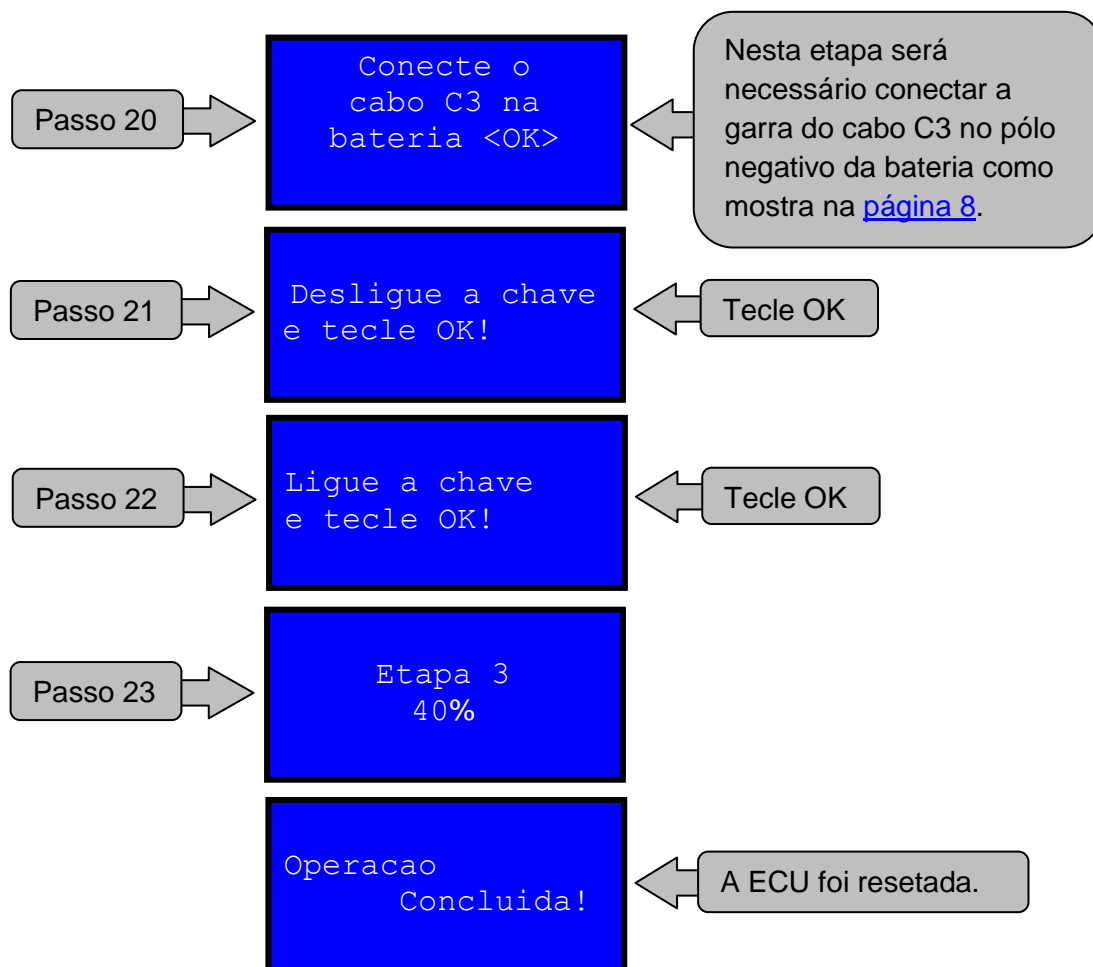 Passo 20
Conecte o
cabo C3 na
bateria <OK>
Nesta etapa será
necessário conectar a
garra do cabo C3 no pólo
negativo da bateria como
mostra na página 8.
Passo 21
Desligue a chave
e tecle OK!
Tecle OK
Passo 22
Ligue a chave
e tecle OK!
Tecle OK
Passo 23
Etapa 3
40%
Operacao
Concluida!
A ECU foi resetada.